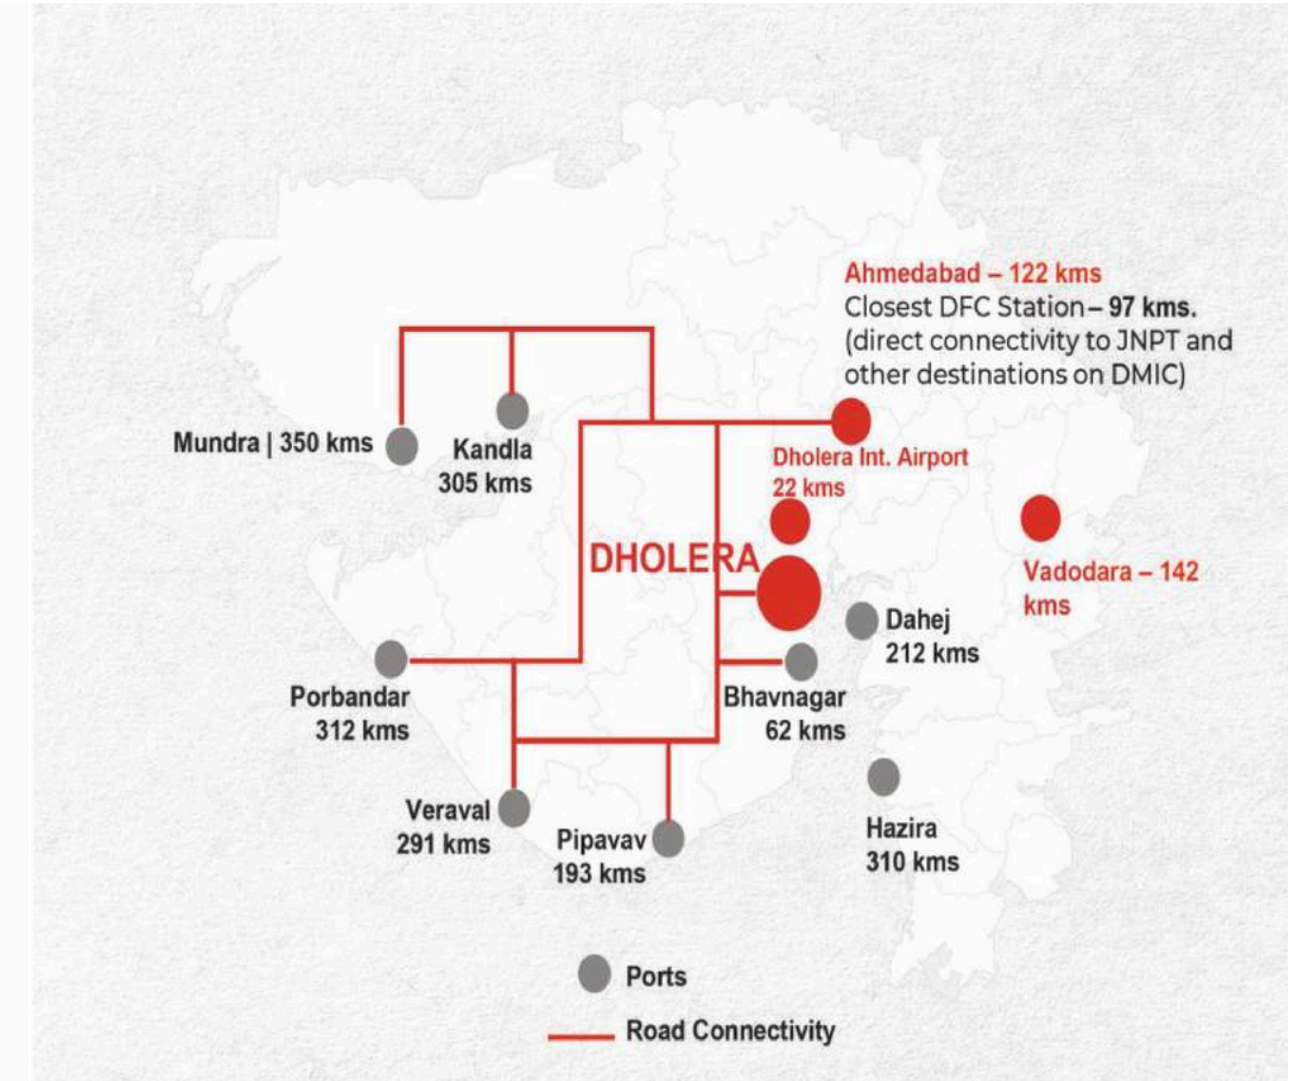 Ahmedabad – 122 kms
Closest DFC Station– 97 kms.
(direct connectivity to JNPT and
other destinations on DMIC)
Mundra | 350 kms
Kandla
305 kms
Dholera Int. Airport
22 kms
DHOLERA
Vadodara – 142
kms
Dahej
212 kms
Porbandar
312 kms
Bhavnagar
62 kms
Veraval
291 kms
Pipavav
193 kms
Hazira
310 kms
Ports
Road Connectivity